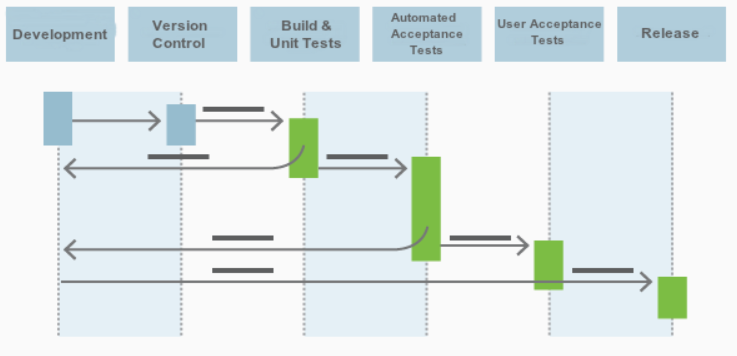 Development
Version
Control
Build &
Unit Tests
Automated
Acceptance
Tests
User Acceptance
Tests
Release